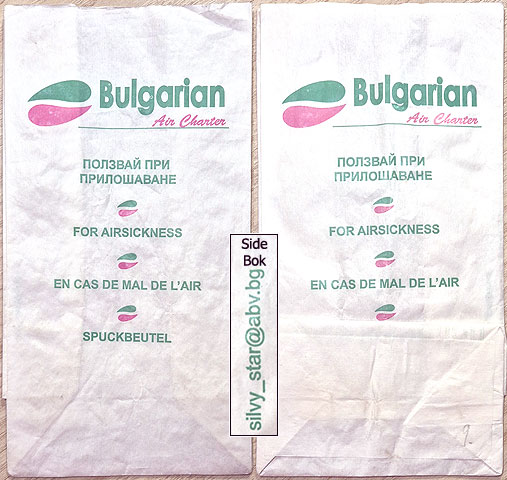 Bulgarian
Air Charter
ПОЛЗВАЙ ПРИ
ПРИЛОШАВАНЕ
FOR AIRSICKNESS
EN CAS DE MAL DE L'AIR
SPUCKBEUTEL
Side
Bok
silvy_star@abv.bg
Bulgarian
Air Charter
ПОЛЗВАЙ ПРИ
ПРИЛОШАВАНЕ
FOR AIRSICKNESS
EN CAS DE MAL DE L'AIR